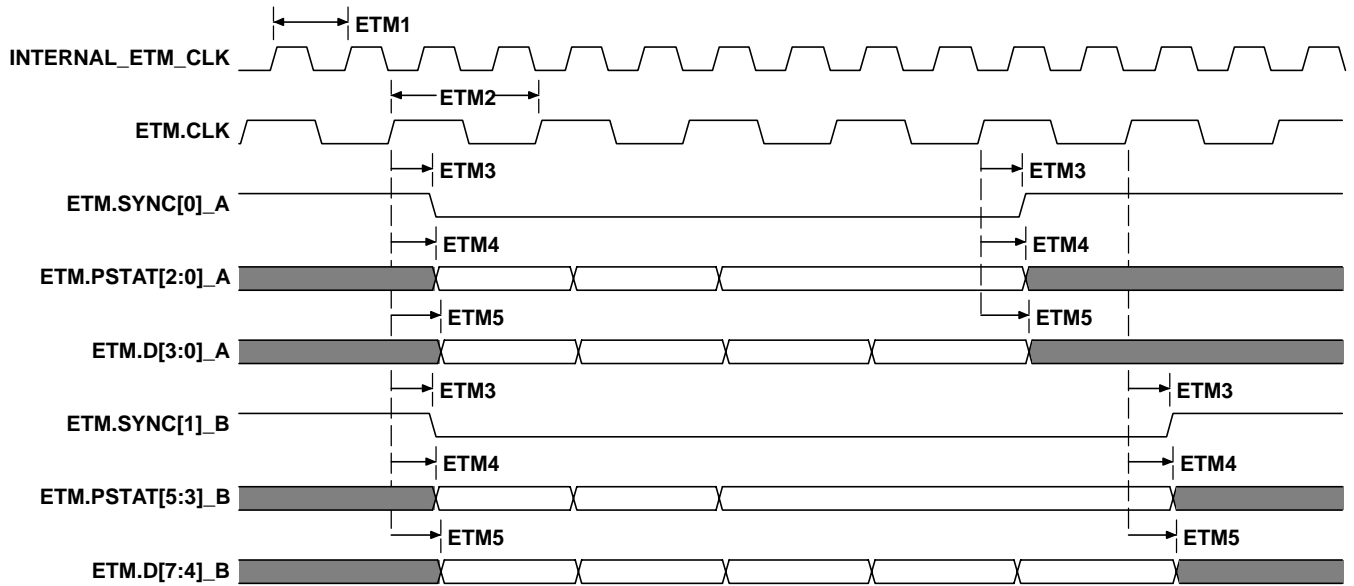 ETM1
INTERNAL_ETM_CLK
ETM2
ETM.CLK
ETM3 ETM3
ETM.SYNC[0]_A
ETM4 ETM4
ETM.PSTAT[2:0]_A
ETM5 ETM5
ETM.D[3:0]_A
ETM3 ETM3
ETM.SYNC[1]_B
ETM4 ETM4
ETM.PSTAT[5:3]_B
ETM5 ETM5
ETM.D[7:4]_B